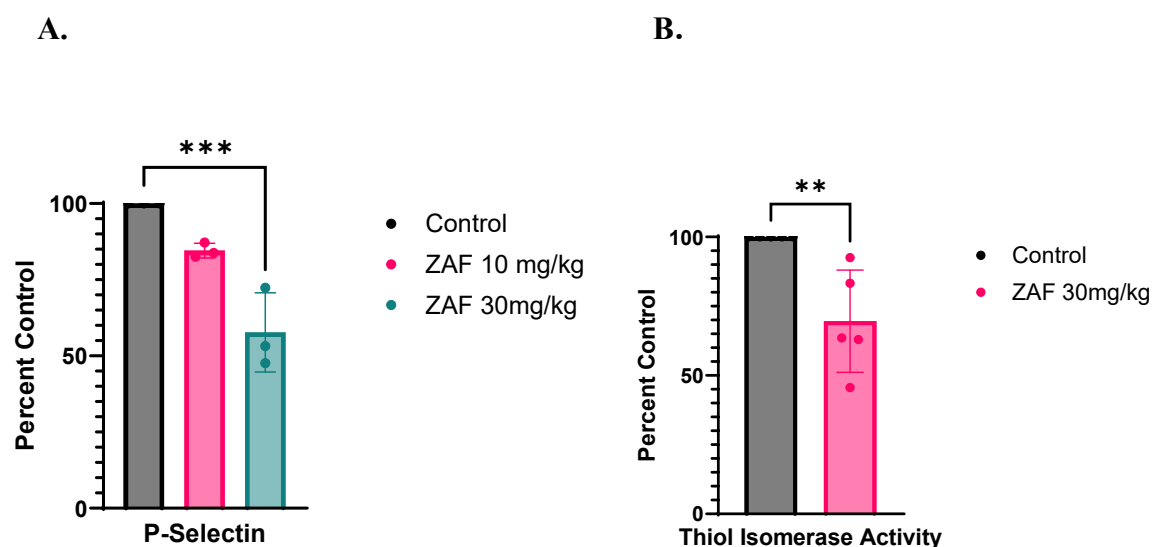 A.
B.
***
100
50
0
Percent Control
P-Selectin
Control
ZAF 10 mg/kg
ZAF 30mg/kg
**
100
50
0
Percent Control
Thiol Isomerase Activity
Control
ZAF 30mg/kg